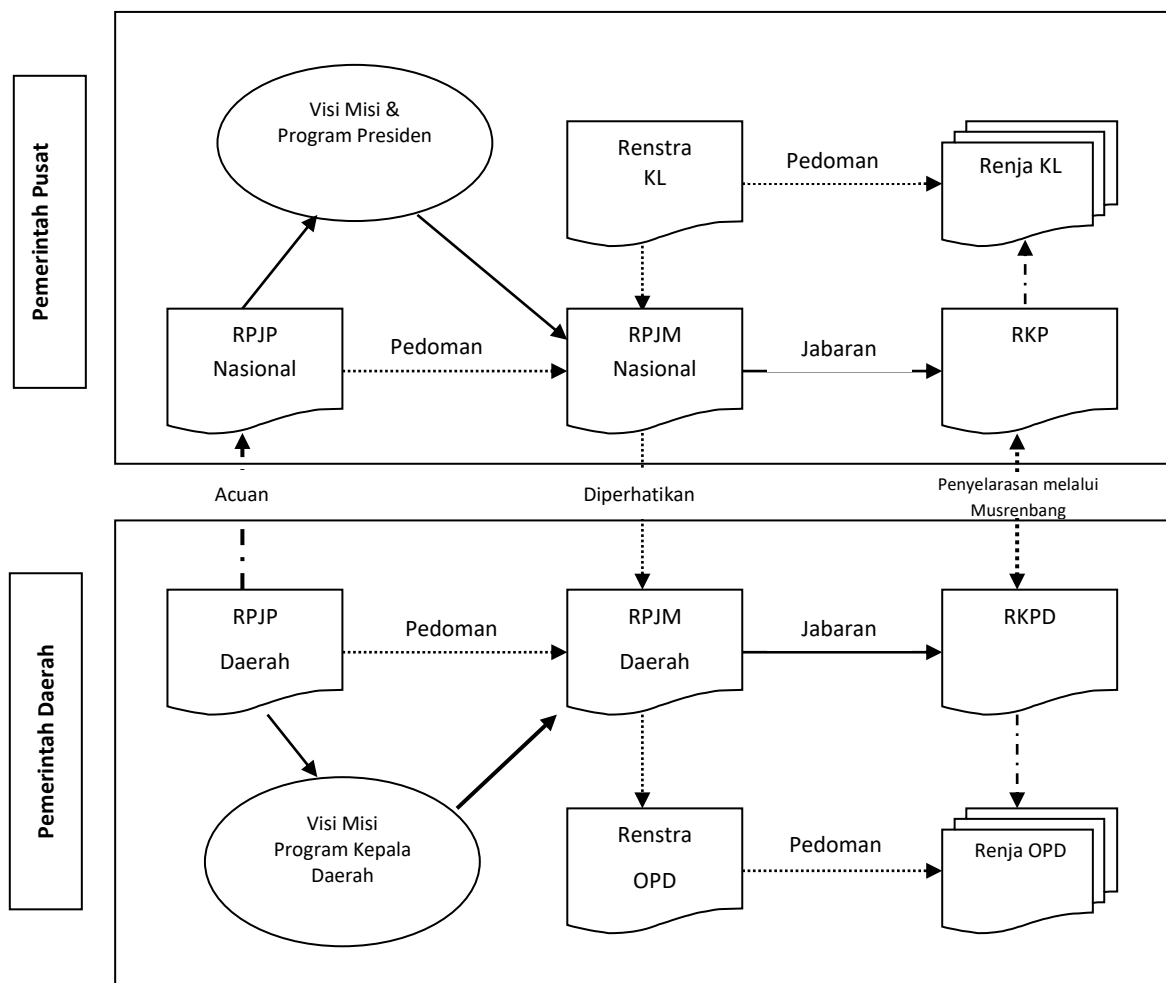 Pemerintah Pusat
Visi Misi &
Program Presiden
Renstra
KL
Pedoman
Renja KL
RPJP
Nasional
Pedoman
RPJM
Nasional
Jabaran
RKP
Acuan
Diperhatikan
Penyelarasan melalui
Musrenbang
Pemerintah Daerah
RPJP
Daerah
Pedoman
RPJM
Daerah
Jabaran
RKPD
Visi Misi
Program Kepala
Daerah
Renstra
OPD
Pedoman
Renja OPD